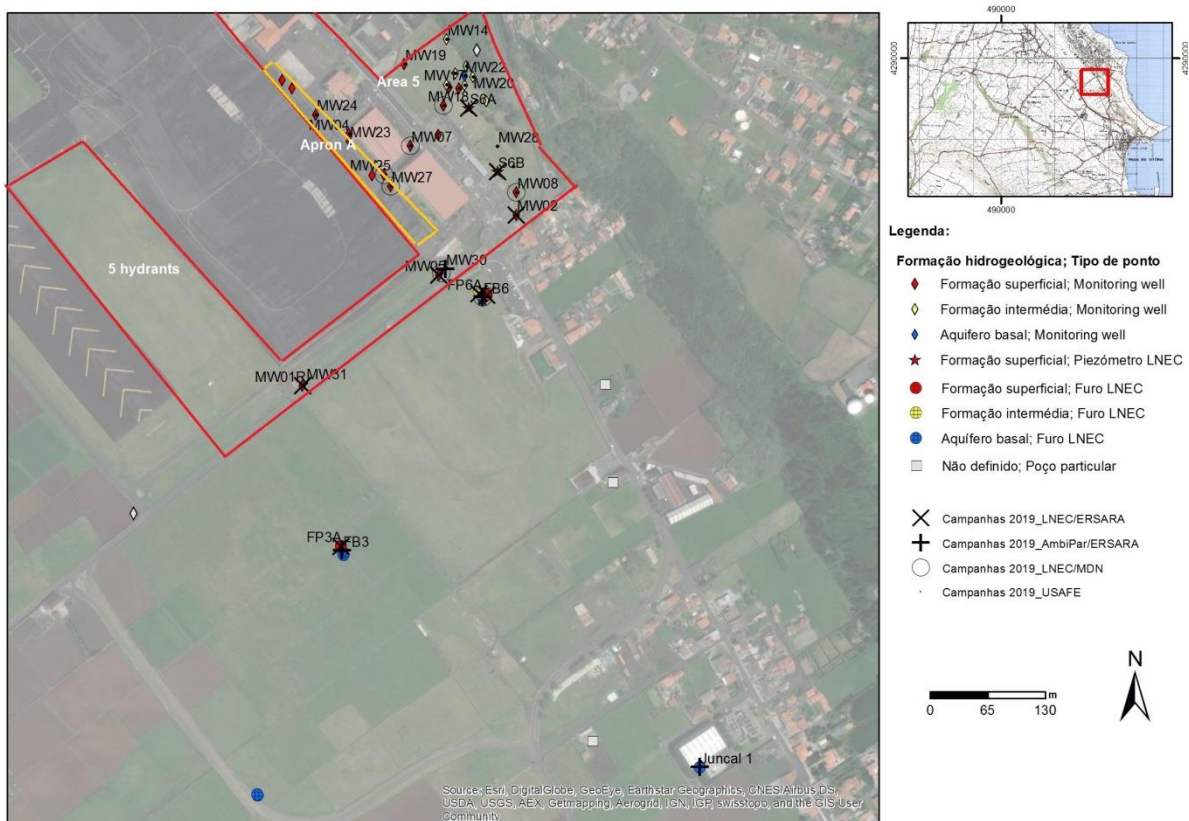 MW14
MW19
MW22
Area 5
MW17
MW20
MW18
S6A
MW24
MW04
MW23
Apron A
MW07
MW28
MW25
S6B
MW27
MW08
MW02
5 hydrants
MW05
MW30
FP6A
FB6
MW01R
MW31
FP3A
FB3
Juncal 1
Source: Esri, DigitalGlobe, GeoEye, Earthstar Geographics, CNES/Airbus DS,
USDA, USGS, AEX, Getmapping, Aerogrid, IGN, IGP, swisstopo, and the GIS User
Community
490000
4290000
4290000
490000
Legenda:
Formação hidrogeológica; Tipo de ponto
Formação superficial; Monitoring well
Formação intermédia; Monitoring well
Aquifero basal; Monitoring well
Formação superficial; Piezómetro LNEC
Formação superficial; Furo LNEC
Formação intermédia; Furo LNEC
Aquífero basal; Furo LNEC
Não definido; Poço particular
Campanhas 2019_LNEC/ERSARA
Campanhas 2019_AmbiPar/ERSARA
Campanhas 2019_LNEC/MDN
Campanhas 2019_USAFE
N
m
0 65 130